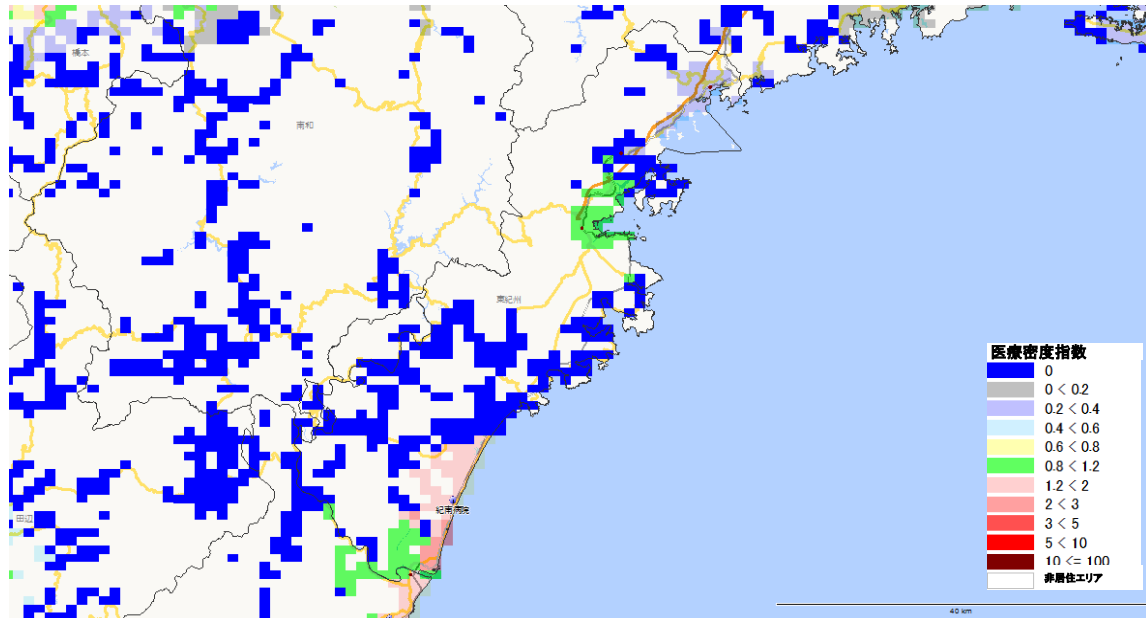 橋本
南和
東紀州
医療密度指数
0
0 < 0.2
0.2 < 0.4
0.4 < 0.6
0.6 < 0.8
0.8 < 1.2
1.2 < 2
2 < 3
3 < 5
5 < 10
10 <= 100
非居住エリア
紀南病院
田辺
40 km